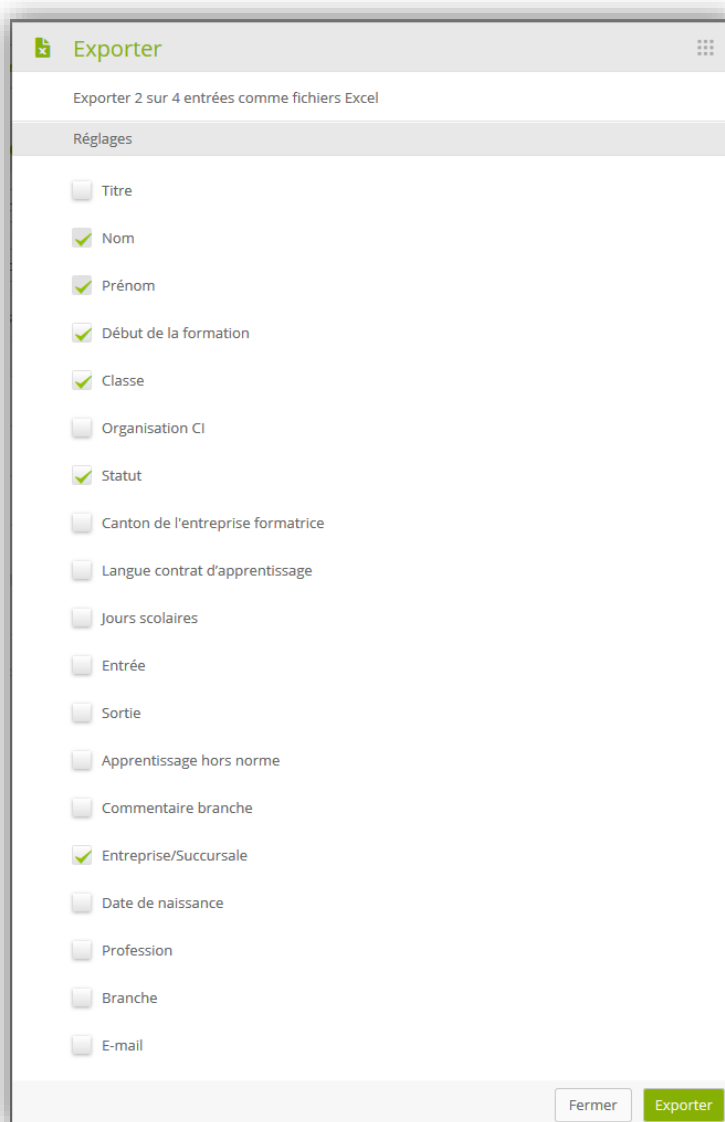 Exporter
Exporter 2 sur 4 entrées comme fichiers Excel
Réglages
Titre
Nom
Prénom
Début de la formation
Classe
Organisation CI
Statut
Canton de l'entreprise formatrice
Langue contrat d’apprentissage
Jours scolaires
Entrée
Sortie
Apprentissage hors norme
Commentaire branche
Entreprise/Succursale
Date de naissance
Profession
Branche
E-mail
Fermer Exporter